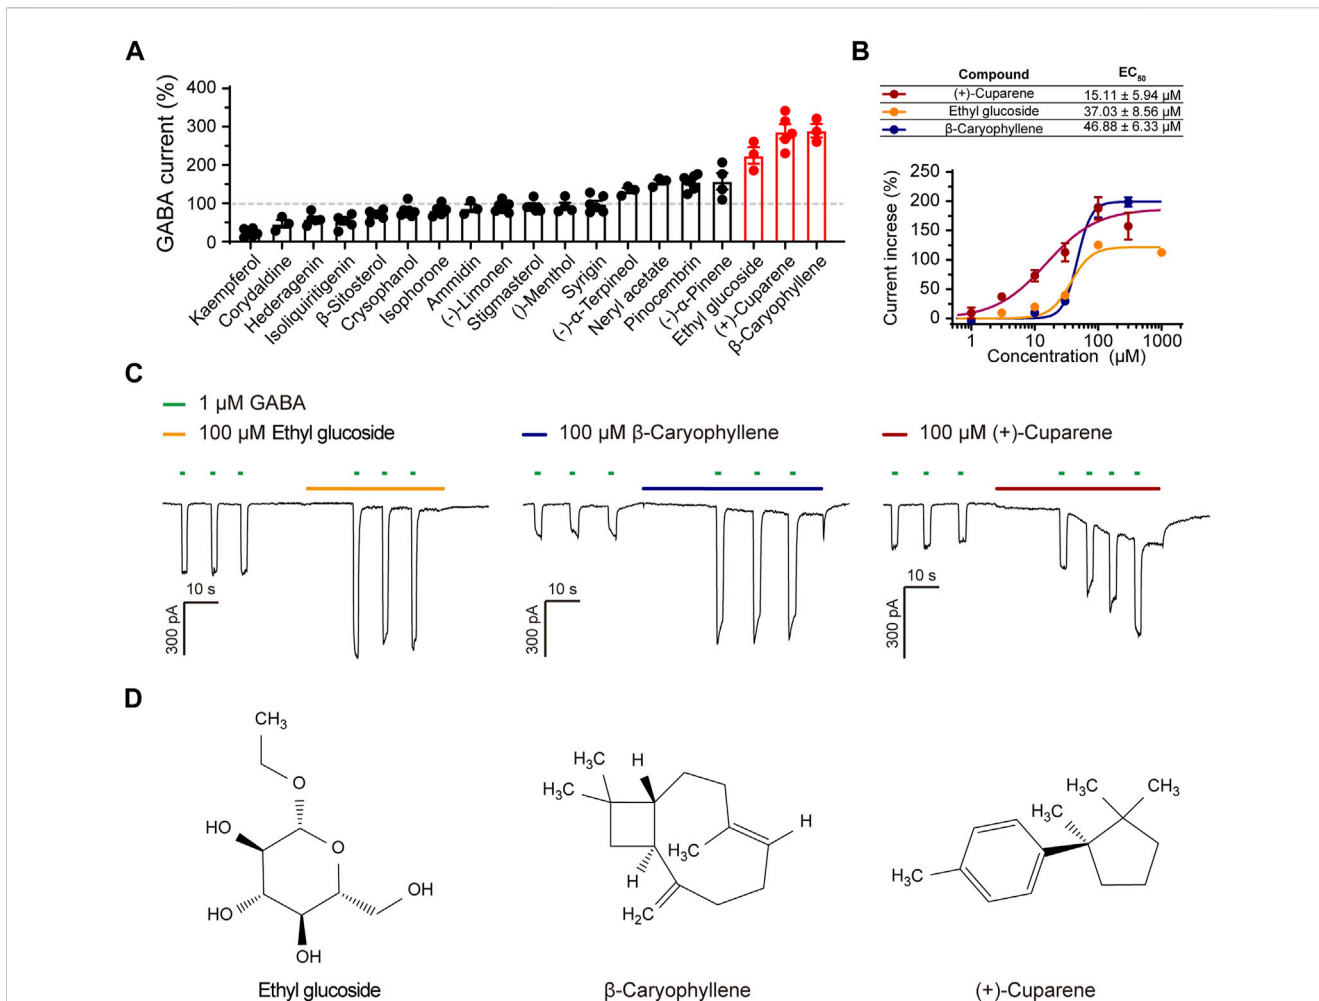 A
GABA current (%)
400
300
200
100
0
Kaempferol
Corydaldine
Hederagenin
Isoliquiritigenin
β-Sitosterol
Crysophanol
Isophorone
Ammidin
(-)-Limonen
Stigmasterol
()-Menthol
Syrigin
(-)-α-Terpineol
Neryl acetate
Pinocembrin
(-)-α-Pinene
Ethyl glucoside
(+)-Cuparene
β-Caryophyllene
B
Compound EC50
(+)-Cuparene 15.11 ± 5.94 µM
Ethyl glucoside 37.03 ± 8.56 µM
β-Caryophyllene 46.88 ± 6.33 µM
Current increse (%)
250
200
150
100
50
0
1 10 100 1000
Concentration (µM)
C
1 µM GABA
100 µM Ethyl glucoside
100 µM β-Caryophyllene
100 µM (+)-Cuparene
10 s
300 pA
10 s
300 pA
10 s
300 pA
D
CH3
O
HO
O
HO
OH
OH
Ethyl glucoside
H3C
H
H3C
H3C
H
H
H2C
β-Caryophyllene
H3C
CH3
H3C
H3C
(+)-Cuparene